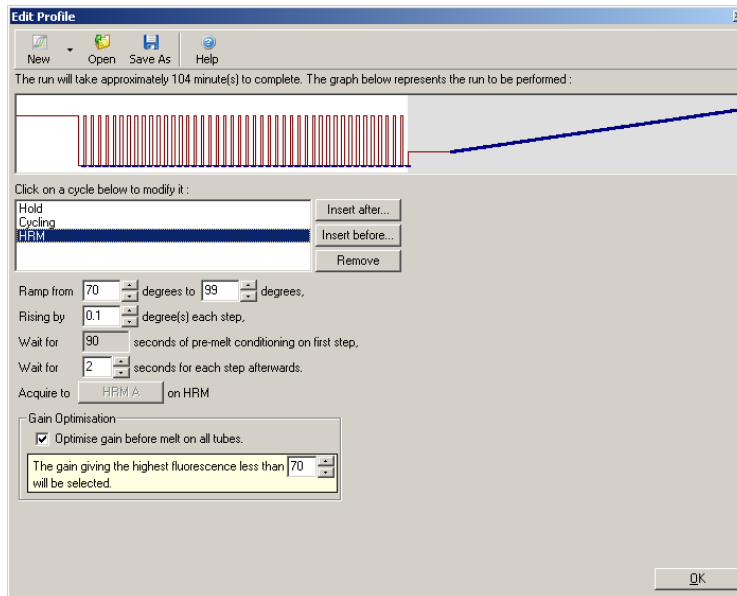 Edit Profile
New Open Save As Help
The run will take approximately 104 minute(s) to complete. The graph below represents the run to be performed :
Click on a cycle below to modify it :
Hold
Cycling
HRM
Insert after...
Insert before...
Remove
Ramp from 70 degrees to 99 degrees,
Rising by 0.1 degree(s) each step,
Wait for 90 seconds of pre-melt conditioning on first step,
Wait for 2 seconds for each step afterwards.
Acquire to HRM A on HRM
Gain Optimisation
Optimise gain before melt on all tubes.
The gain giving the highest fluorescence less than 70
will be selected.
OK